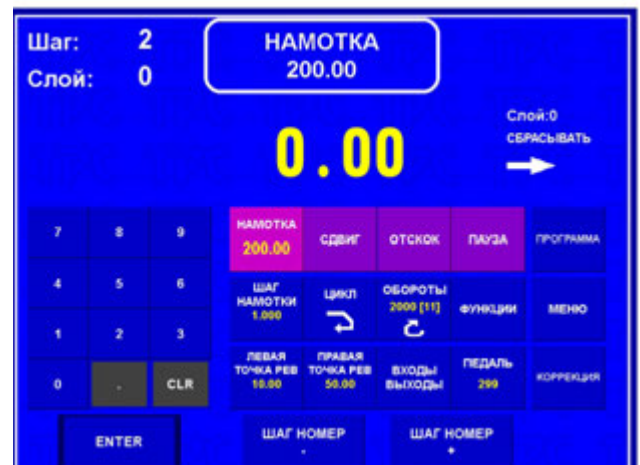 Шаг: 2
Слой: 0
НАМОТКА
200.00
0.00
Слой:0
СБРАСЫВАТЬ
7 8 9
4 5 6
1 2 3
0 . CLR
ENTER
НАМОТКА
200.00
СДВИГ
ОТСКОК
ПАУЗА
ПРОГРАММА
ШАГ
НАМОТКИ
1.000
ЦИКЛ
ОБОРОТЫ
2000 [11]
ФУНКЦИИ
МЕНЮ
ЛЕВАЯ
ТОЧКА РЕВ
10.00
ПРАВАЯ
ТОЧКА РЕВ
50.00
ВХОДЫ
ВЫХОДЫ
ПЕДАЛЬ
299
КОРРЕКЦИЯ
ШАГ НОМЕР
-
ШАГ НОМЕР
+